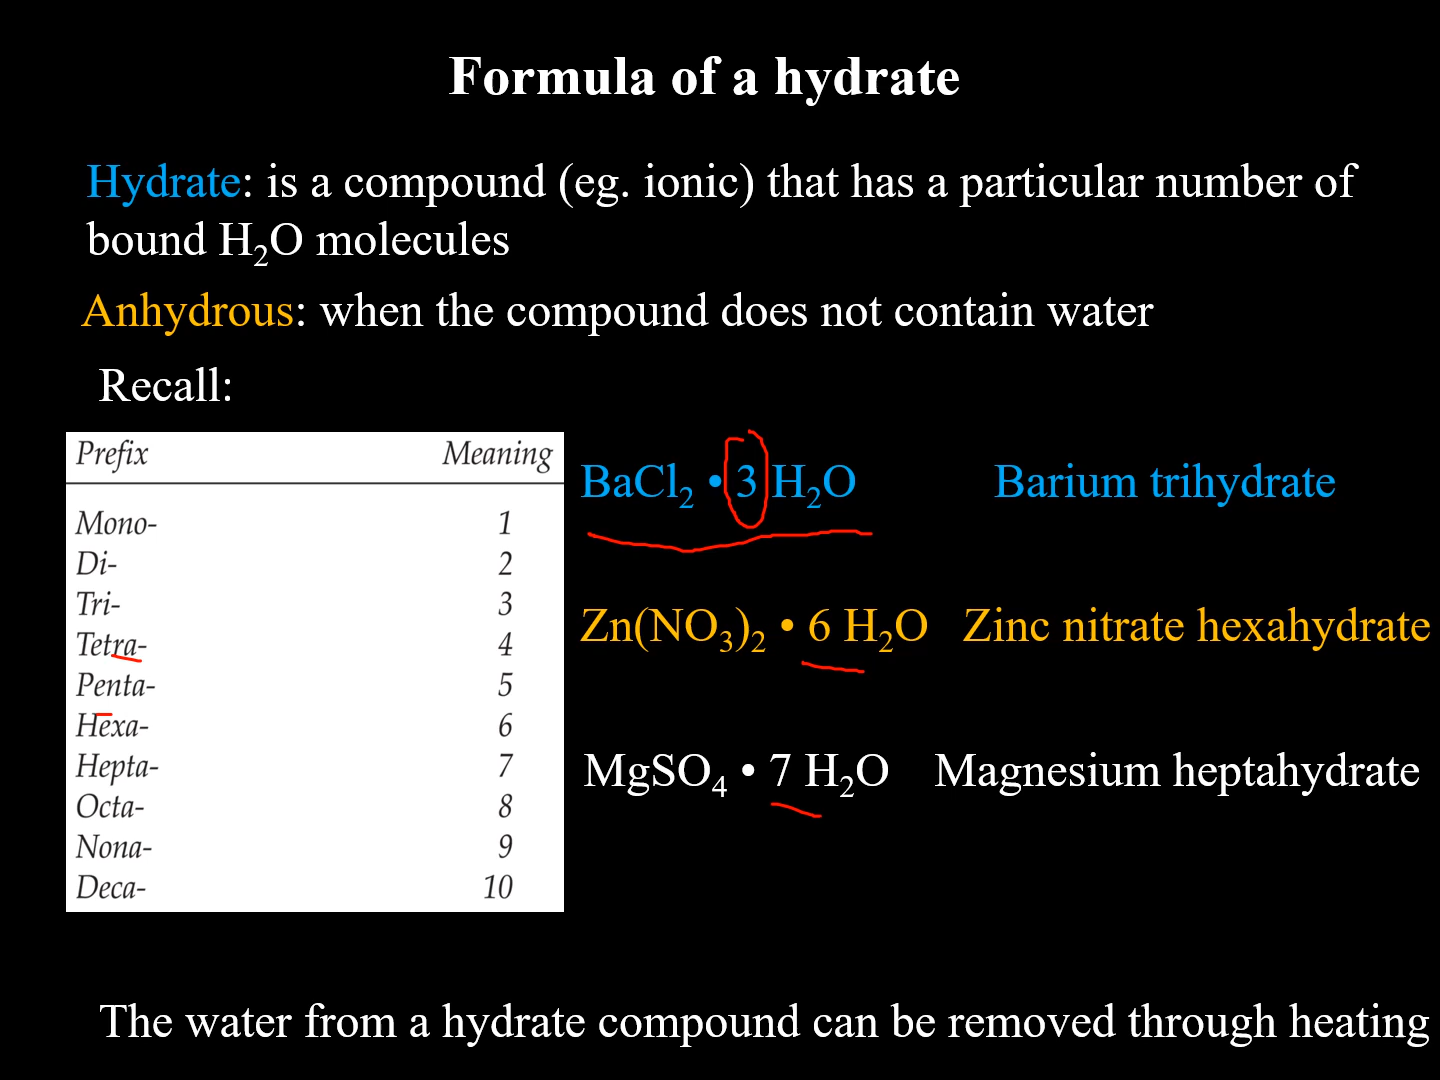 Formula of a hydrate
Hydrate: is a compound (eg. ionic) that has a particular number of
bound H₂O molecules
Anhydrous: when the compound does not contain water
Recall:
Prefix Meaning
Mono- 1
Di- 2
Tri- 3
Tetra- 4
Penta- 5
Hexa- 6
Hepta- 7
Octa- 8
Nona- 9
Deca- 10
BaCl₂ • 3 H₂O Barium trihydrate
Zn(NO₃)₂ • 6 H₂O Zinc nitrate hexahydrate
MgSO₄ • 7 H₂O Magnesium heptahydrate
The water from a hydrate compound can be removed through heating